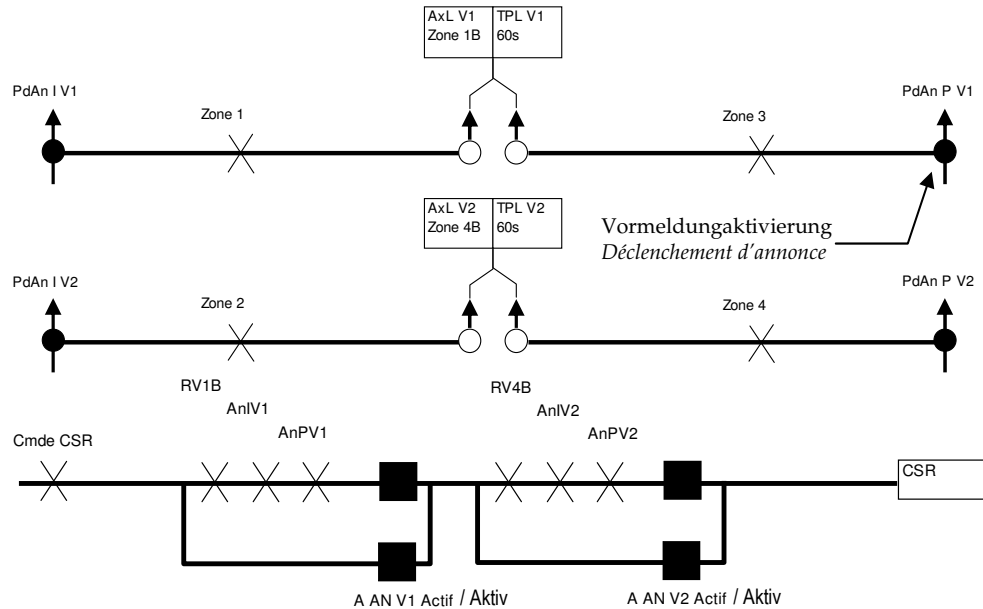 AxL V1
Zone 1B
TPL V1
60s
PdAn I V1
Zone 1
Zone 3
PdAn P V1
AxL V2
Zone 4B
TPL V2
60s
Vormeldungaktivierung
Déclenchement d'annonce
PdAn I V2
Zone 2
Zone 4
PdAn P V2
RV1B
AnIV1
AnPV1
RV4B
AnIV2
AnPV2
Cmde CSR
CSR
A AN V1 Actif / Aktiv
A AN V2 Actif / Aktiv